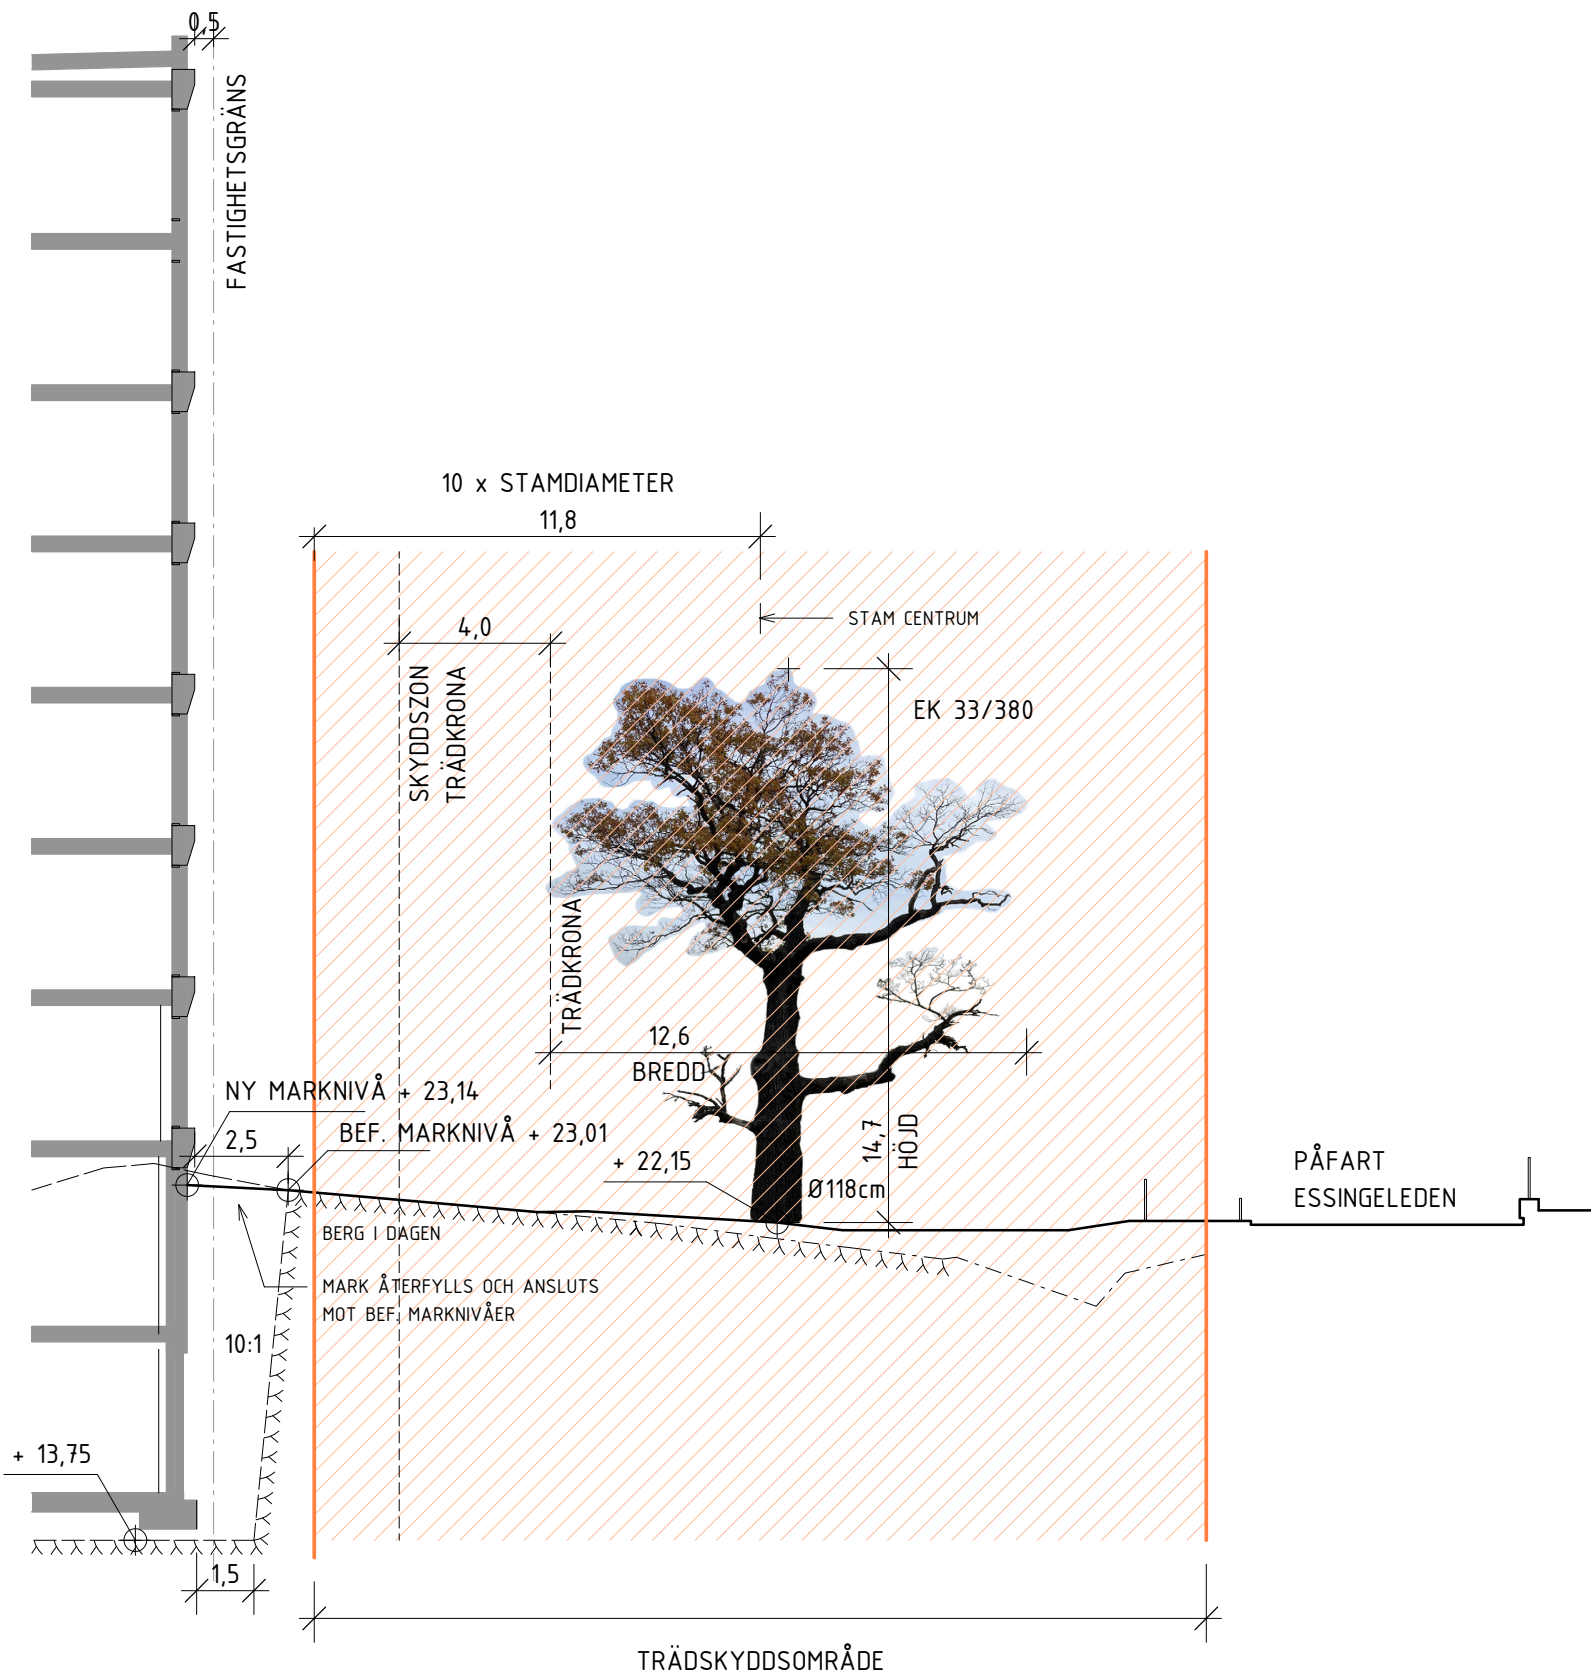 0,5
FASTIGHETSGRÄNS
10 x STAMDIAMETER
11,8
STAM CENTRUM
4,0
SKYDDSZON
TRÄDKRONA
EK 33/380
TRÄDKRONA
12,6
BREDD
NY MARKNIVÅ + 23,14
2,5
BEF. MARKNIVÅ + 23,01
+ 22,15
14,7
HÖJD
Ø118cm
PÅFART
ESSINGELEDEN
BERG I DAGEN
MARK ÅTERFYLLS OCH ANSLUTS
MOT BEF. MARKNIVÅER
10:1
+ 13,75
1,5
TRÄDSKYDDSOMRÅDE